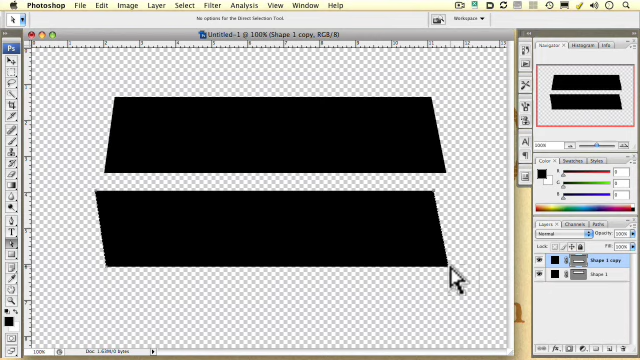 Photoshop File Edit Image Layer Select Filter Analysis View Window Help
No options for the Direct Selection Tool.
Workspace
Untitled-1 @ 100% (Shape 1 copy, RGB/8)
Ps
Navigator Histogram Info
100%
Color Swatches Styles
R 0
G 0
B 0
Layers Channels Paths
Normal Opacity: 100%
Lock: Fill: 100%
Shape 1 copy
Shape 1
100% Doc: 1.63M/0 bytes